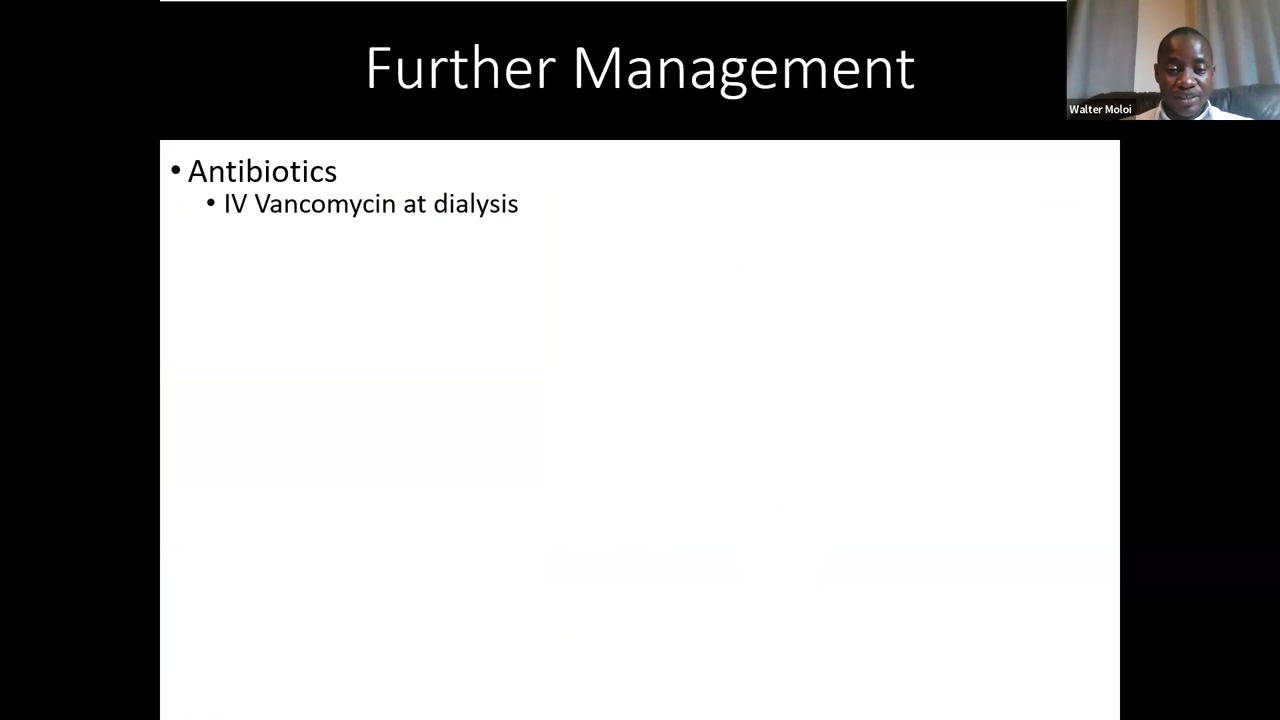 Further Management
Walter Moloi
• Antibiotics
• IV Vancomycin at dialysis